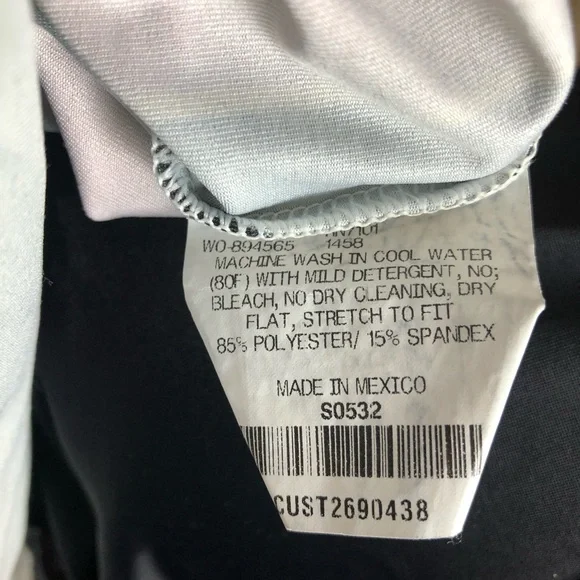 WO-894565 1458
MACHINE WASH IN COOL WATER
(80F) WITH MILD DETERGENT, NO;
BLEACH, NO DRY CLEANING, DRY
FLAT, STRETCH TO FIT
85% POLYESTER/ 15% SPANDEX
MADE IN MEXICO
S0532
CUST2690438